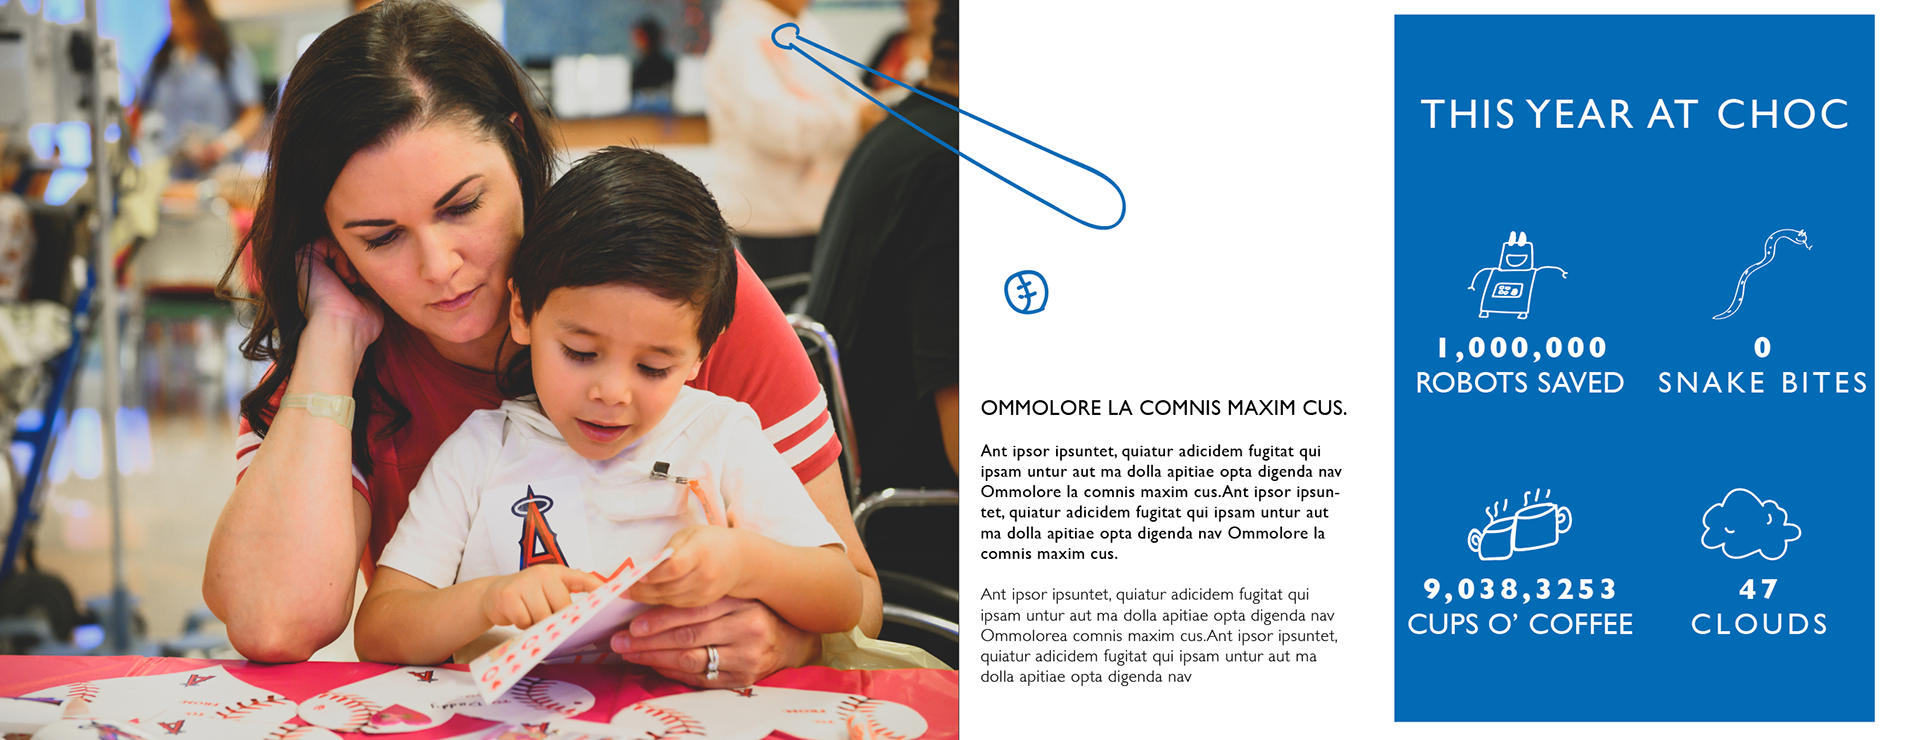 OMMOLORE LA COMNIS MAXIM CUS.
Ant ipsor ipsuntet, quiatur adicidem fugitat qui
ipsam untur aut ma dolla apitiae opta digenda nav
Ommolore la comnis maxim cus.Ant ipsor ipsun-
tet, quiatur adicidem fugitat qui ipsam untur aut
ma dolla apitiae opta digenda nav Ommolore la
comnis maxim cus.
Ant ipsor ipsuntet, quiatur adicidem fugitat qui
ipsam untur aut ma dolla apitiae opta digenda nav
Ommolorea comnis maxim cus.Ant ipsor ipsuntet,
quiatur adicidem fugitat qui ipsam untur aut ma
dolla apitiae opta digenda nav
THIS YEAR AT CHOC
1,000,000
ROBOTS SAVED
0
SNAKE BITES
9,038,3253
CUPS O’ COFFEE
47
CLOUDS
A
TO:
FROM:
Daddy